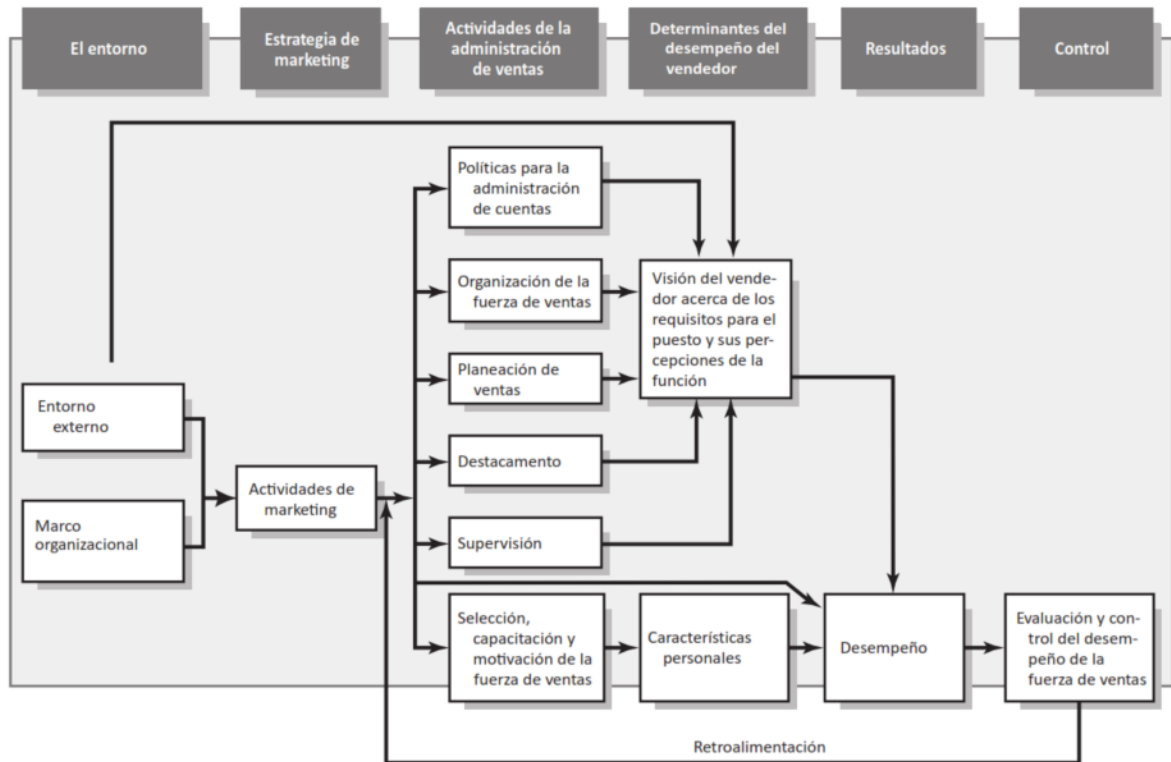 El entorno
Estrategia de
marketing
Actividades de la
administración
de ventas
Determinantes del
desempeño del
vendedor
Resultados
Control
Políticas para la
administración
de cuentas
Organización de la
fuerza de ventas
Planeación de
ventas
Destacamento
Supervisión
Selección,
capacitación y
motivación de la
fuerza de ventas
Visión del vende-
dor acerca de los
requisitos para el
puesto y sus per-
cepciones de la
función
Entorno
externo
Marco
organizacional
Actividades de
marketing
Características
personales
Desempeño
Evaluación y con-
trol del desem-
peño de la
fuerza de ventas
Retroalimentación